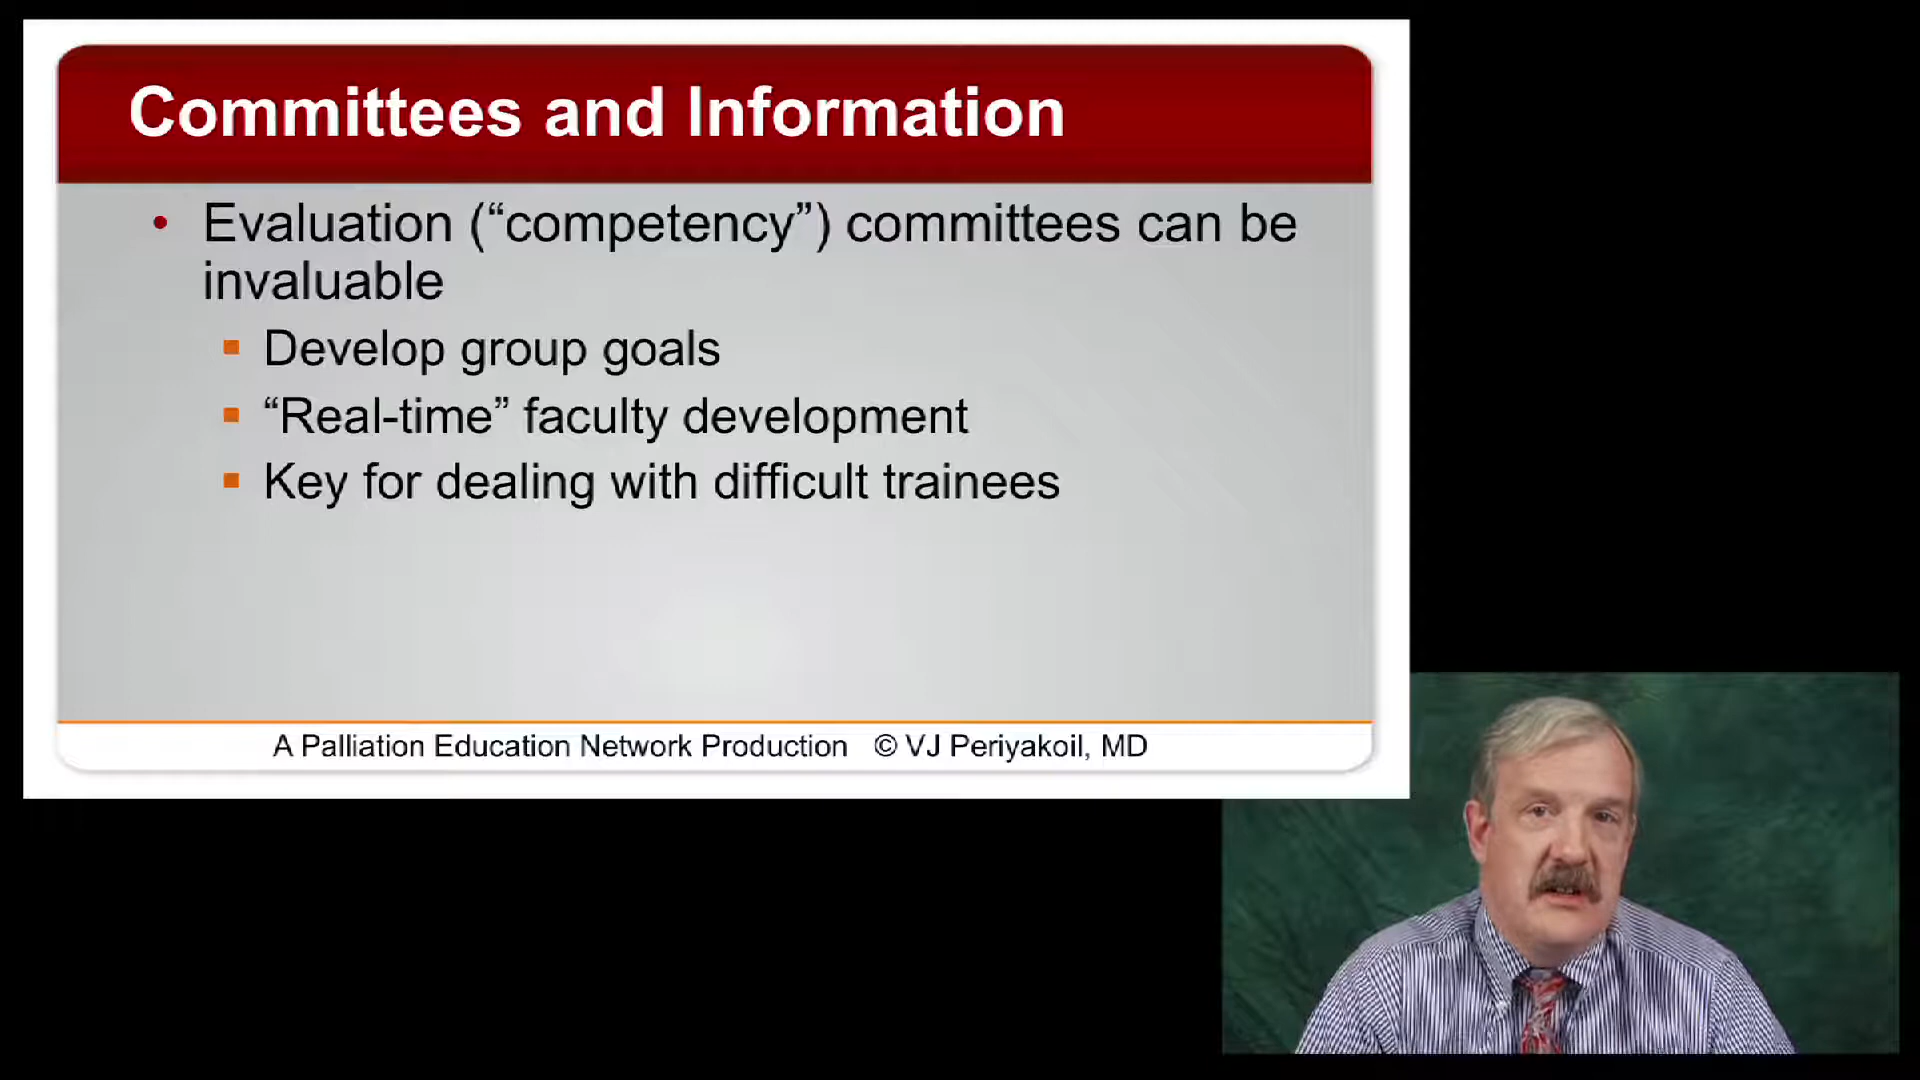 Committees and Information
• Evaluation (“competency”) committees can be
invaluable
▪ Develop group goals
▪ “Real-time” faculty development
▪ Key for dealing with difficult trainees
A Palliation Education Network Production © VJ Periyakoil, MD